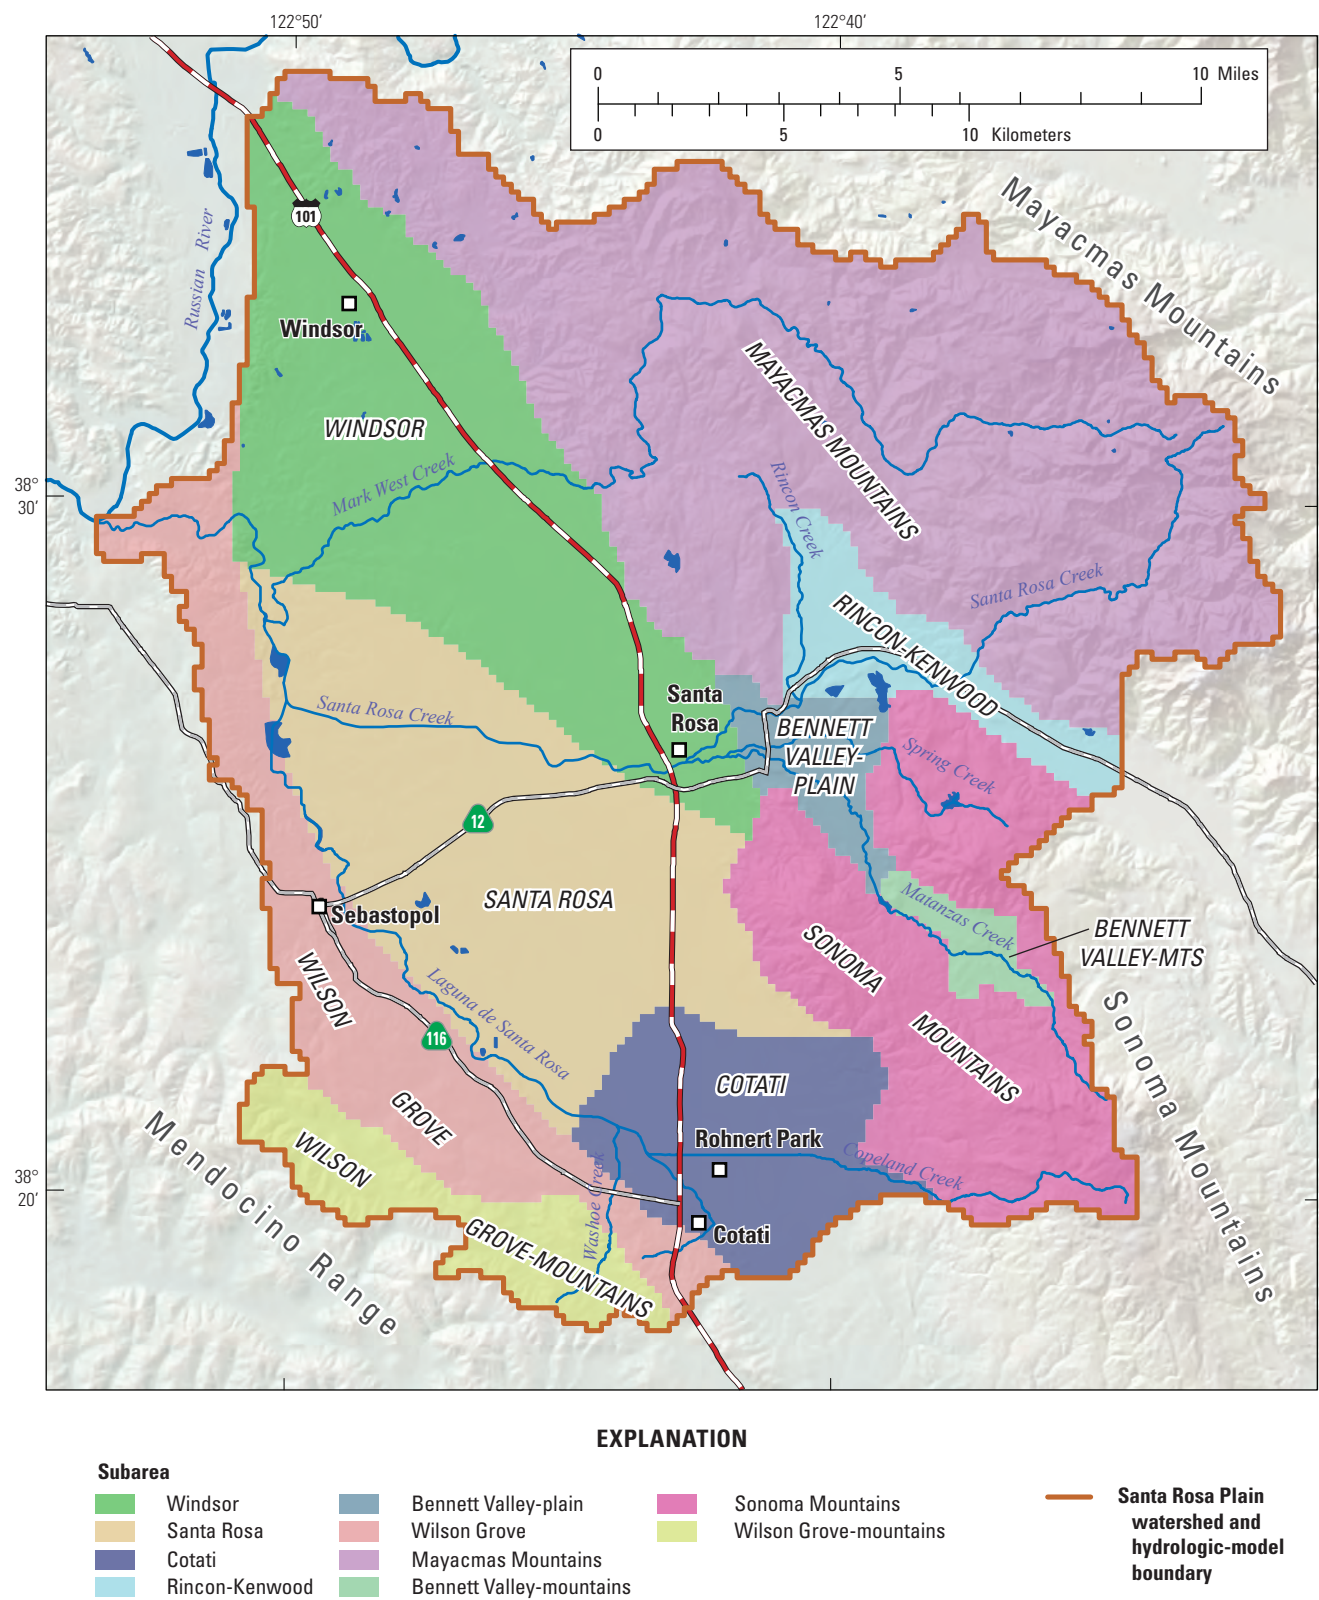 122°50′
122°40′
0 5 10 Miles
0 5 10 Kilometers
Mayacmas Mountains
Russian River
101
Windsor
WINDSOR
MAYACMAS MOUNTAINS
Mark West Creek
Rincon Creek
38°
30′
Santa Rosa Creek
RINCON-KENWOOD
Santa
Rosa
Santa Rosa Creek
BENNETT
VALLEY-
PLAIN
Spring Creek
12
SANTA ROSA
Sebastopol
Matanzas Creek
BENNETT
VALLEY-MTS
SONOMA
MOUNTAINS
WILSON
GROVE
Laguna de Santa Rosa
116
Sonoma Mountains
COTATI
Rohnert Park
Copeland Creek
Mendocino Range
WILSON
GROVE-MOUNTAINS
Washoe Creek
38°
20′
Cotati
EXPLANATION
Subarea
Windsor
Santa Rosa
Cotati
Rincon-Kenwood
Bennett Valley-plain
Wilson Grove
Mayacmas Mountains
Bennett Valley-mountains
Sonoma Mountains
Wilson Grove-mountains
Santa Rosa Plain
watershed and
hydrologic-model
boundary